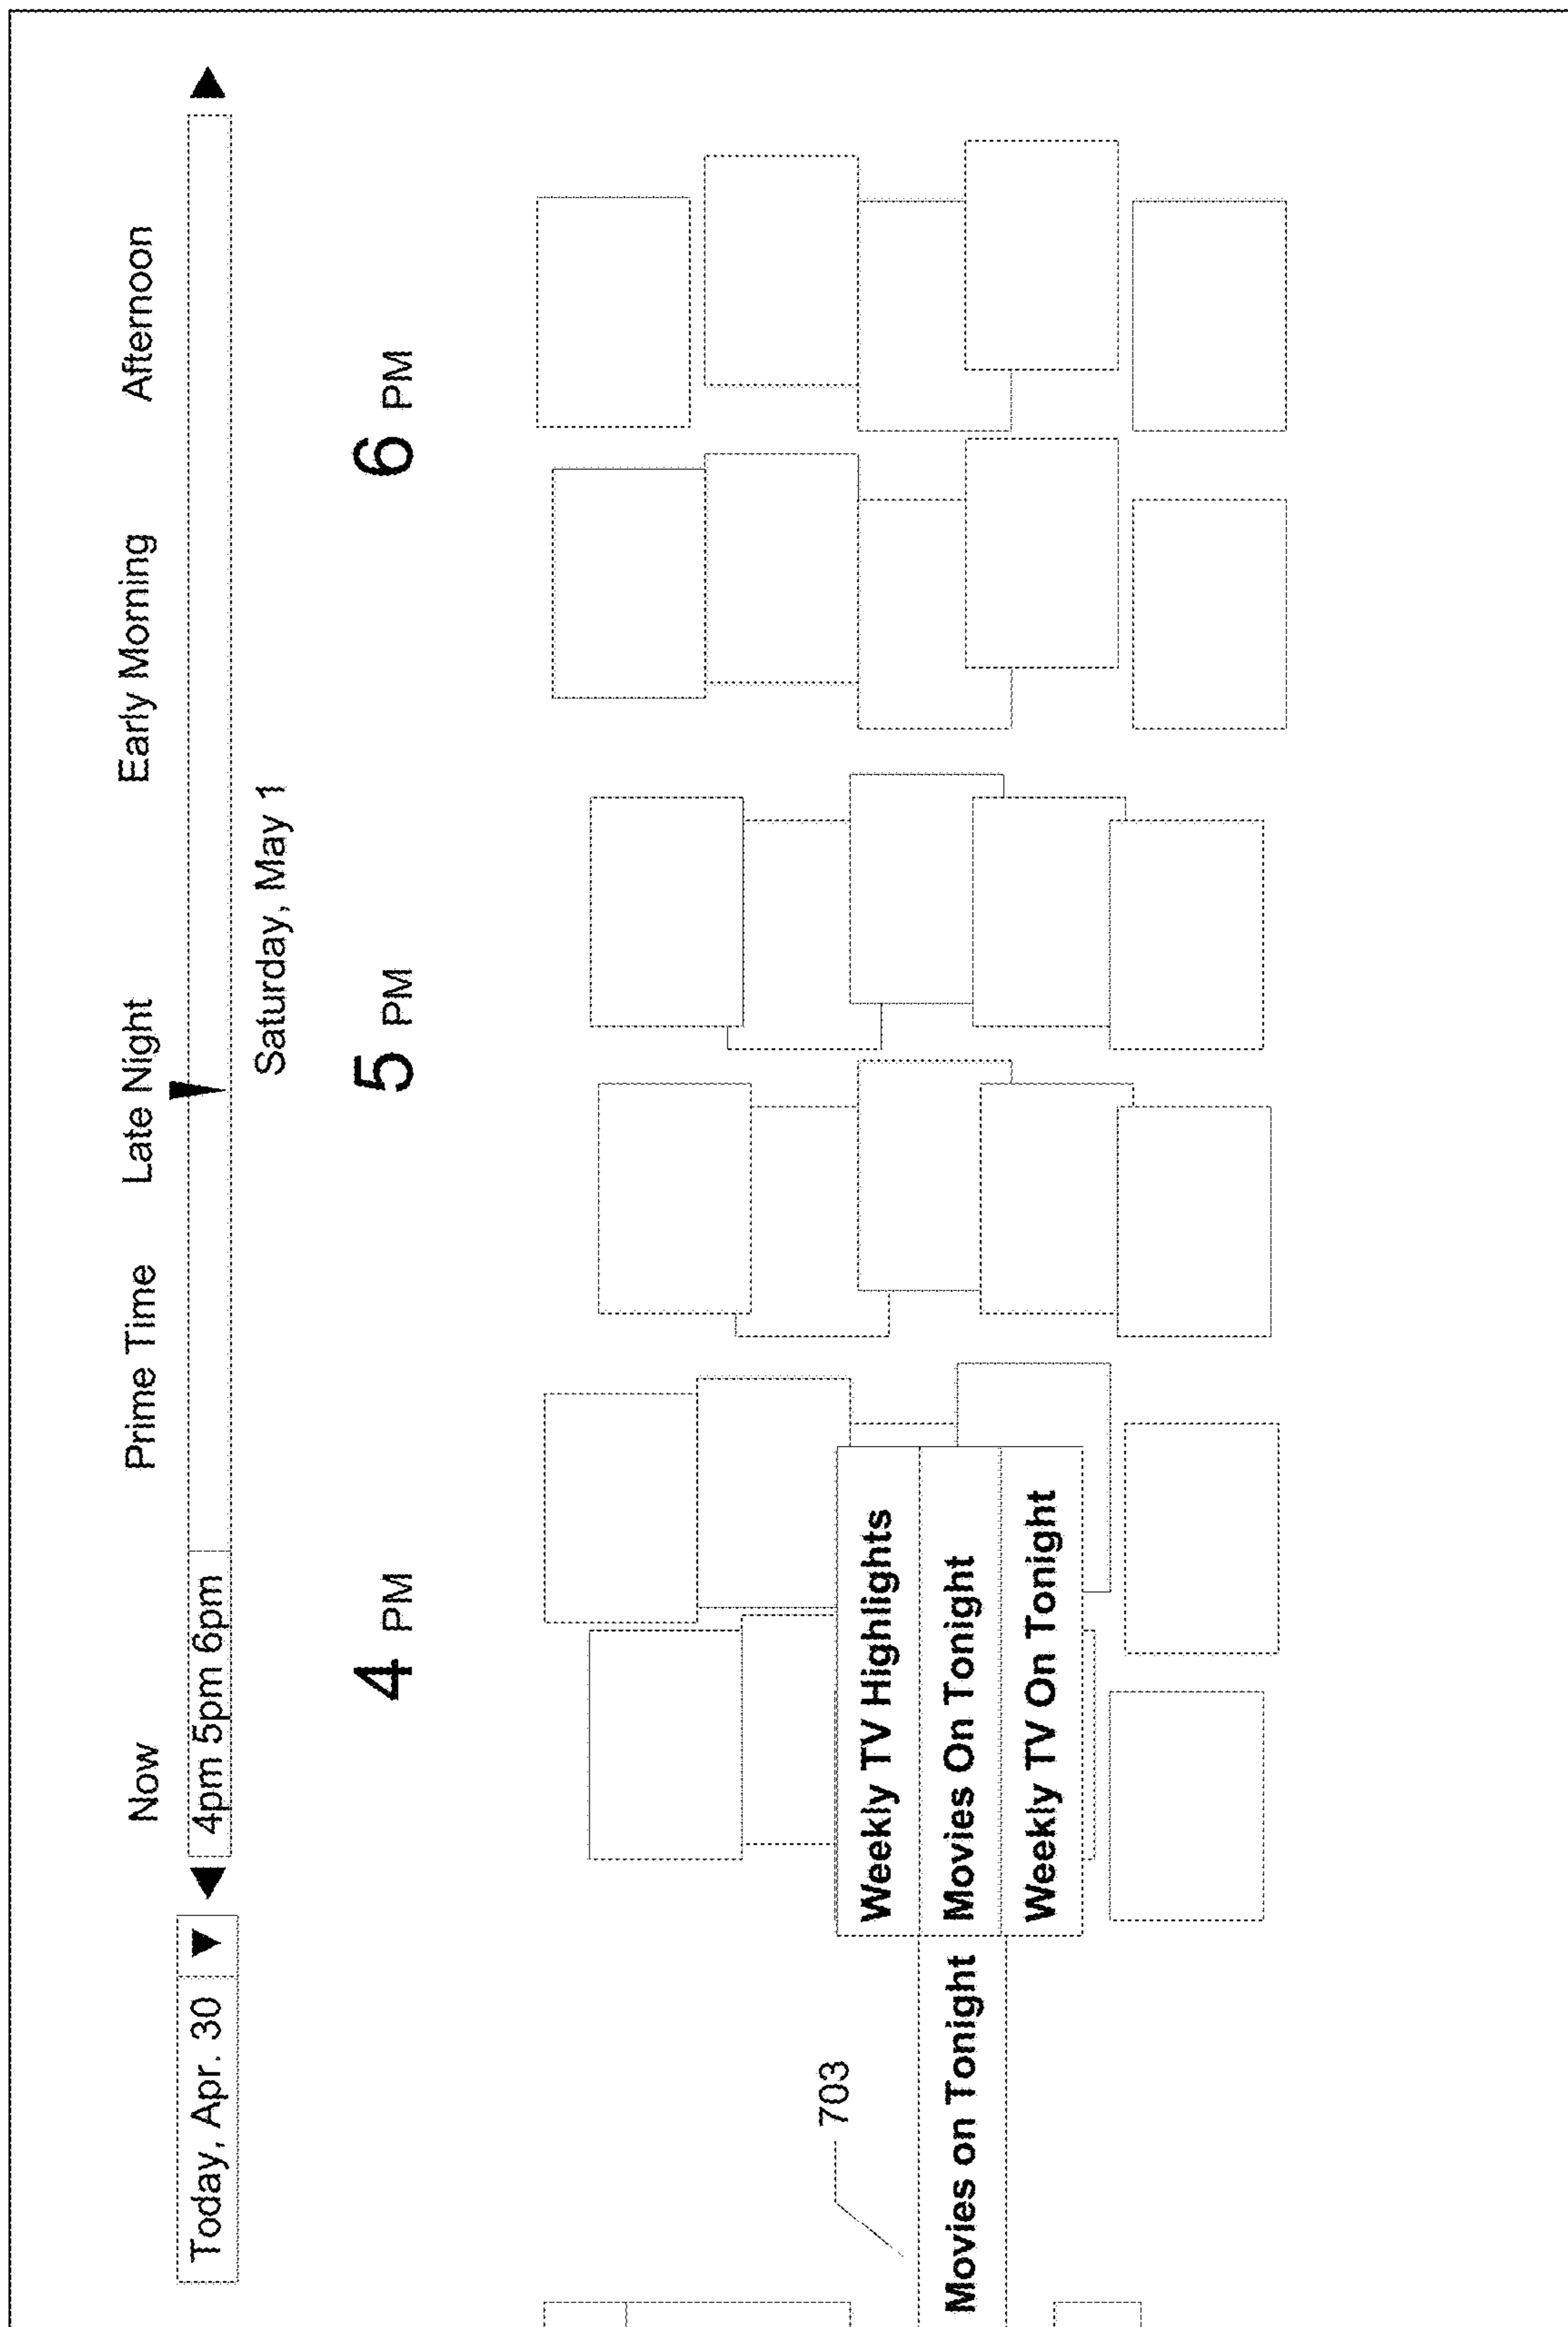 Now Prime Time Late Night Early Morning Afternoon
Today, Apr. 30 ▼ ◀ 4pm 5pm 6pm ▶
Saturday, May 1
4 PM 5 PM 6 PM
703
Weekly TV Highlights
Movies on Tonight Movies On Tonight
Weekly TV On Tonight